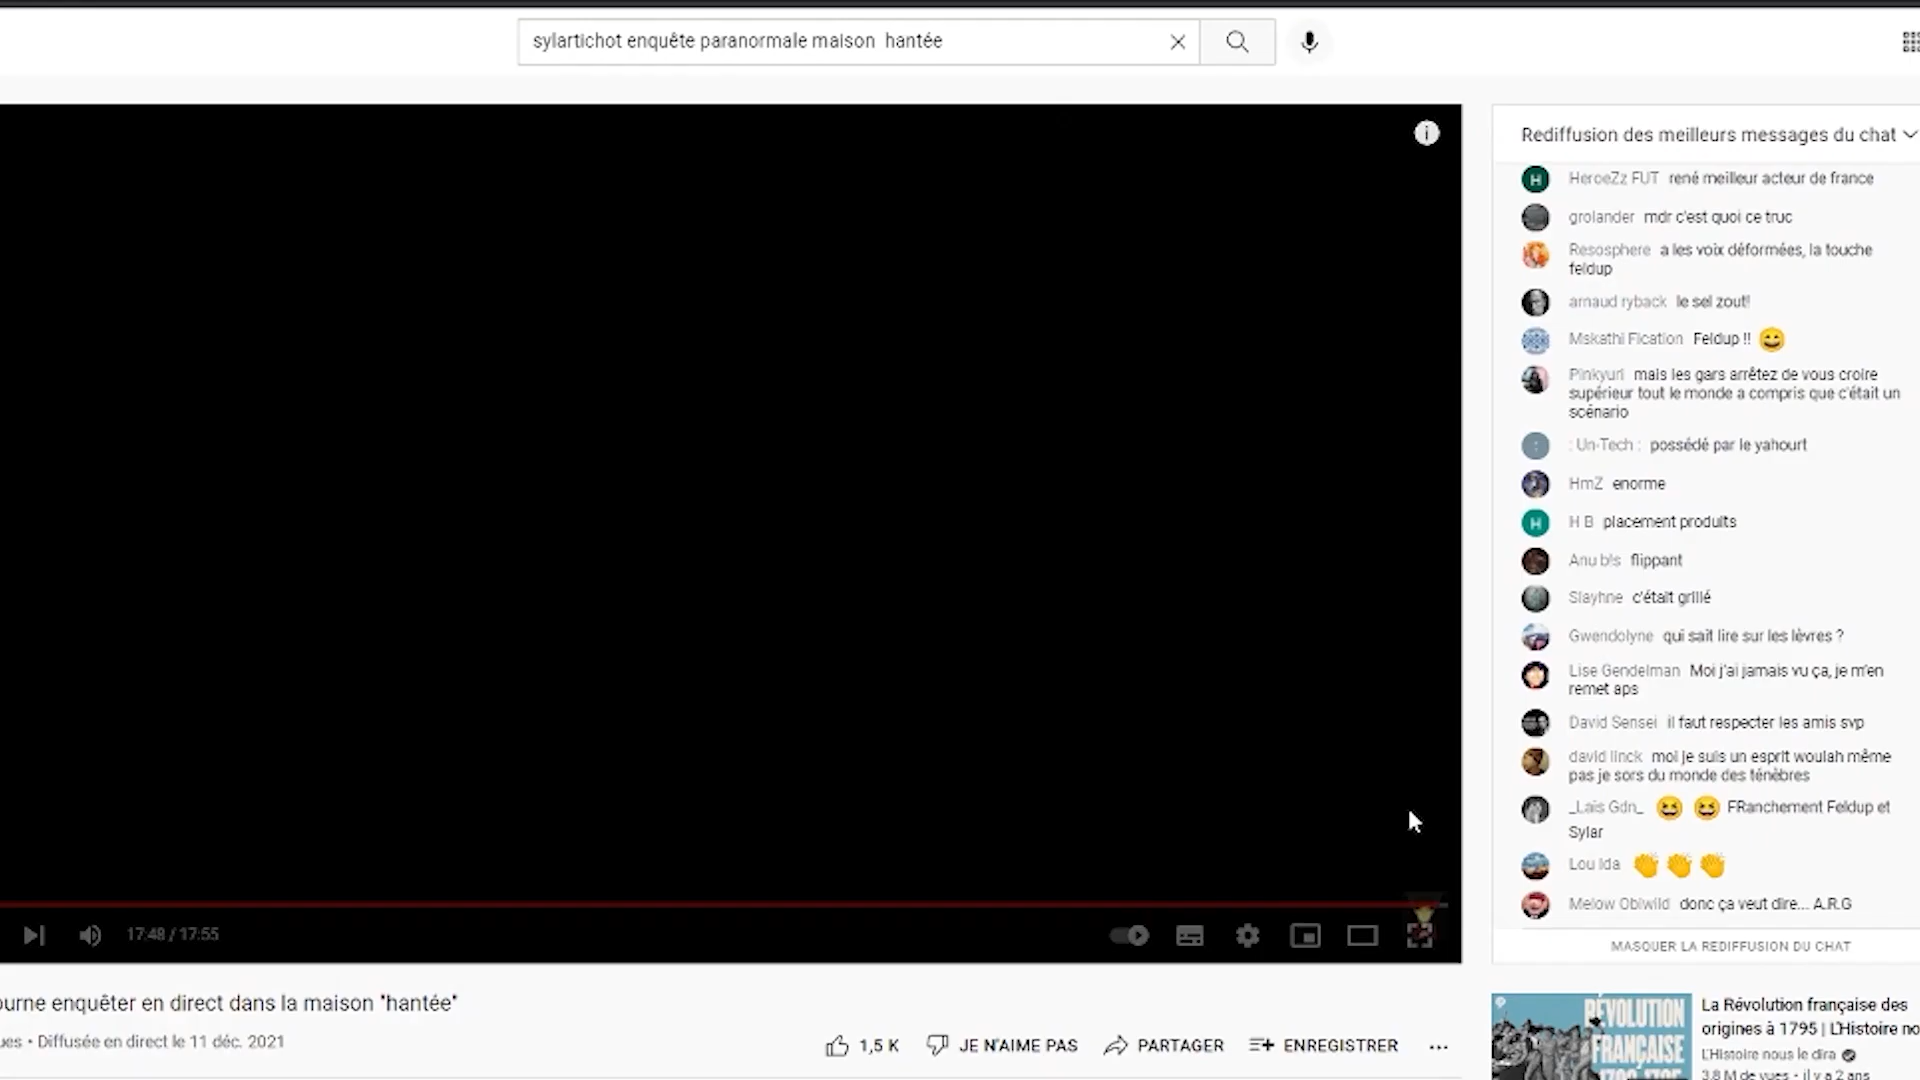 sylartichot enquête paranormale maison hantée
Rediffusion des meilleurs messages du chat
HeroeZz FUT rené meilleur acteur de france
grolander mdr c'est quoi ce truc
Resosphere a les voix déformées, la touche
feldup
arnaud ryback le sel zout!
Mskathi Fication Feldup !! 😄
Pinkyuri mais les gars arrêtez de vous croire
supérieur tout le monde a compris que c'était un
scénario
: Un-Tech : possédé par le yahourt
HmZ enorme
H B placement produits
Anu b!s flippant
Slayhne c'était grillé
Gwendolyne qui sait lire sur les lèvres ?
Lise Gendelman Moi j'ai jamais vu ça, je m'en
remet aps
David Sensei il faut respecter les amis svp
david linck moi je suis un esprit woulah même
pas je sors du monde des ténèbres
_Laïs Gdn_ 😆 😆 FRanchement Feldup et
Sylar
Lou Ida 👏 👏 👏
Melow Obiwild donc ça veut dire... A.R.G
MASQUER LA REDIFFUSION DU CHAT
17:48 / 17:55
ourne enquêter en direct dans la maison "hantée"
ues • Diffusée en direct le 11 déc. 2021
1,5 K JE N'AIME PAS PARTAGER ENREGISTRER
RÉVOLUTION
FRANÇAISE
La Révolution française des
origines à 1795 | L'Histoire no
L'Histoire nous le dira
3,8 M de vues • il y a 2 ans